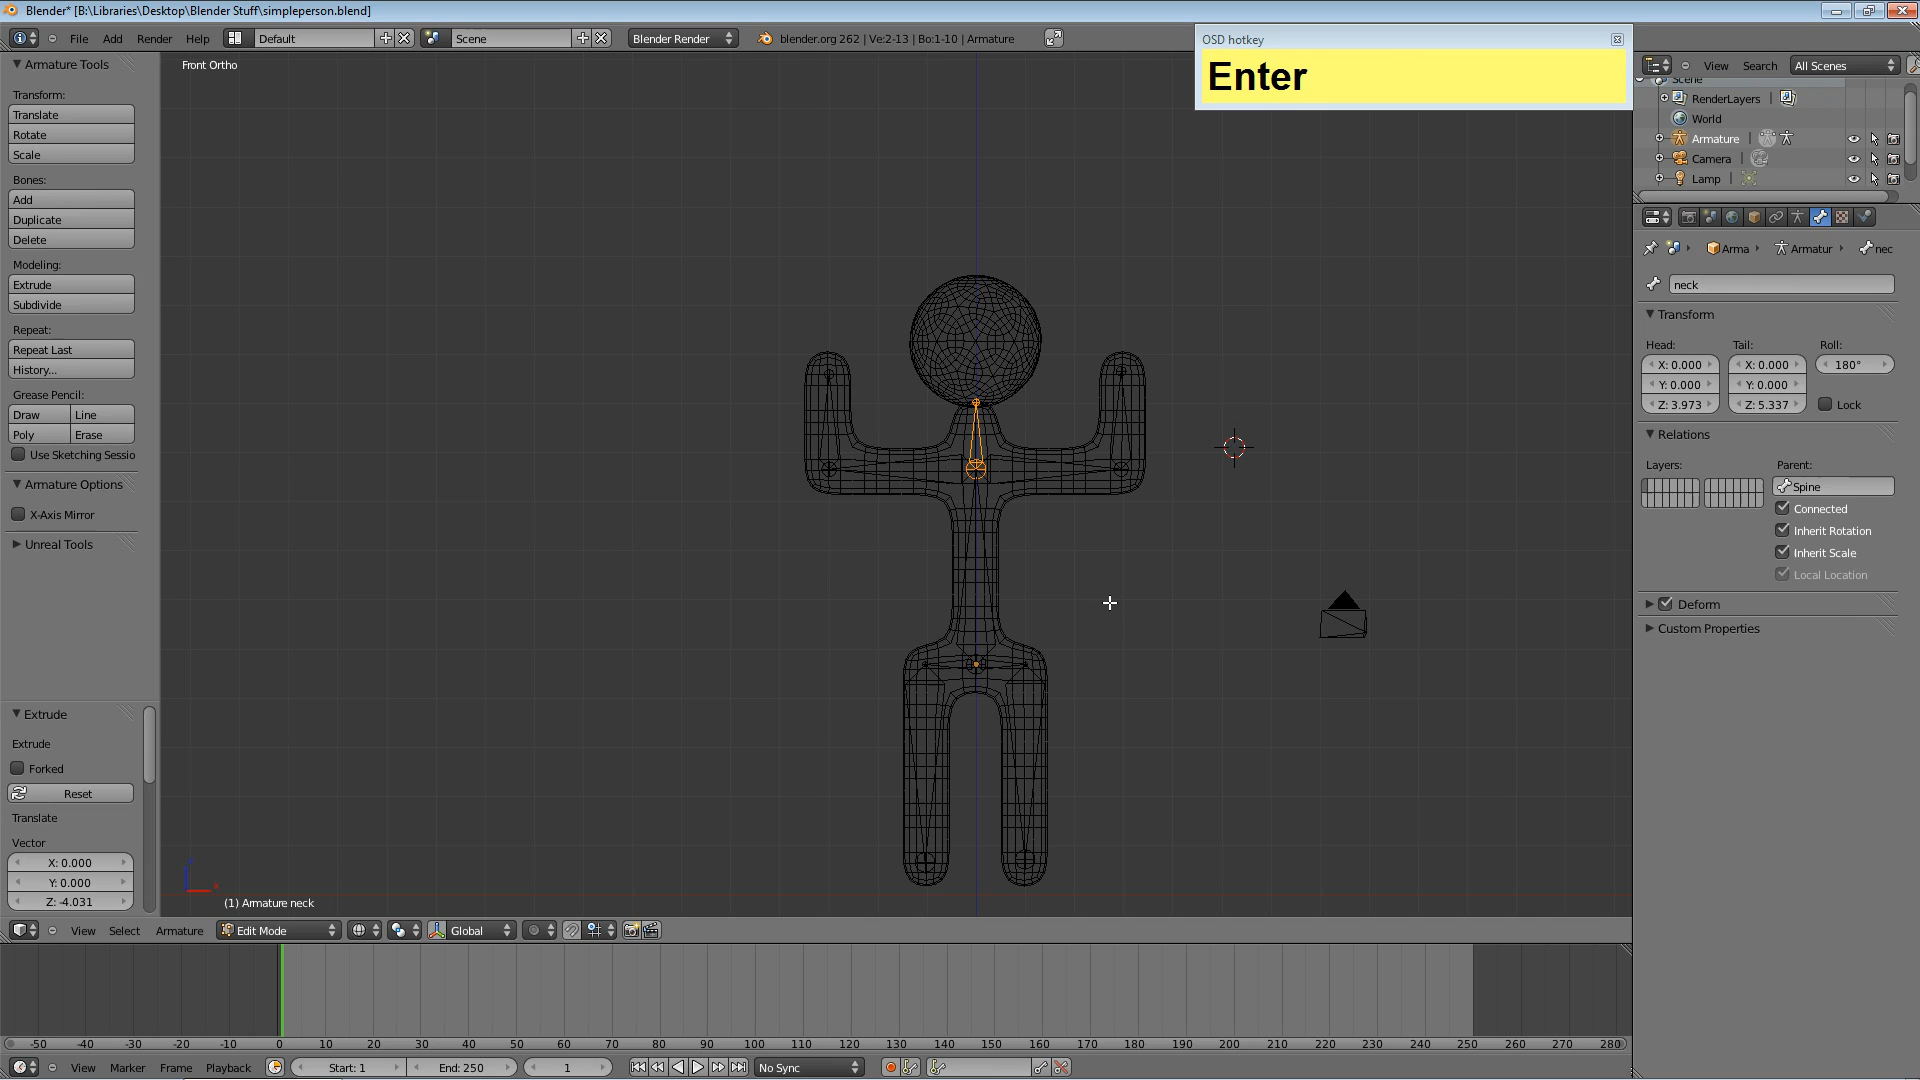 Blender* [B:\Libraries\Desktop\Blender Stuff\simpleperson.blend]
File Add Render Help Default Scene Blender Render blender.org 262 | Ve:2-13 | Bo:1-10 | Armature
OSD hotkey
Enter
Front Ortho
Armature Tools
Transform:
Translate
Rotate
Scale
Bones:
Add
Duplicate
Delete
Modeling:
Extrude
Subdivide
Repeat:
Repeat Last
History...
Grease Pencil:
Draw Line
Poly Erase
Use Sketching Sessio
Armature Options
X-Axis Mirror
Unreal Tools
Extrude
Extrude
Forked
Reset
Translate
Vector
X: 0.000
Y: 0.000
Z: -4.031
(1) Armature neck
View Select Armature Edit Mode Global
View Search All Scenes
Scene
RenderLayers
World
Armature
Camera
Lamp
Arma Armatur nec
neck
Transform
Head: Tail: Roll:
X: 0.000 X: 0.000 180°
Y: 0.000 Y: 0.000
Z: 3.973 Z: 5.337 Lock
Relations
Layers: Parent:
Spine
Connected
Inherit Rotation
Inherit Scale
Local Location
Deform
Custom Properties
-50 -40 -30 -20 -10 0 10 20 30 40 50 60 70 80 90 100 110 120 130 140 150 160 170 180 190 200 210 220 230 240 250 260 270 280
View Marker Frame Playback Start: 1 End: 250 1 No Sync